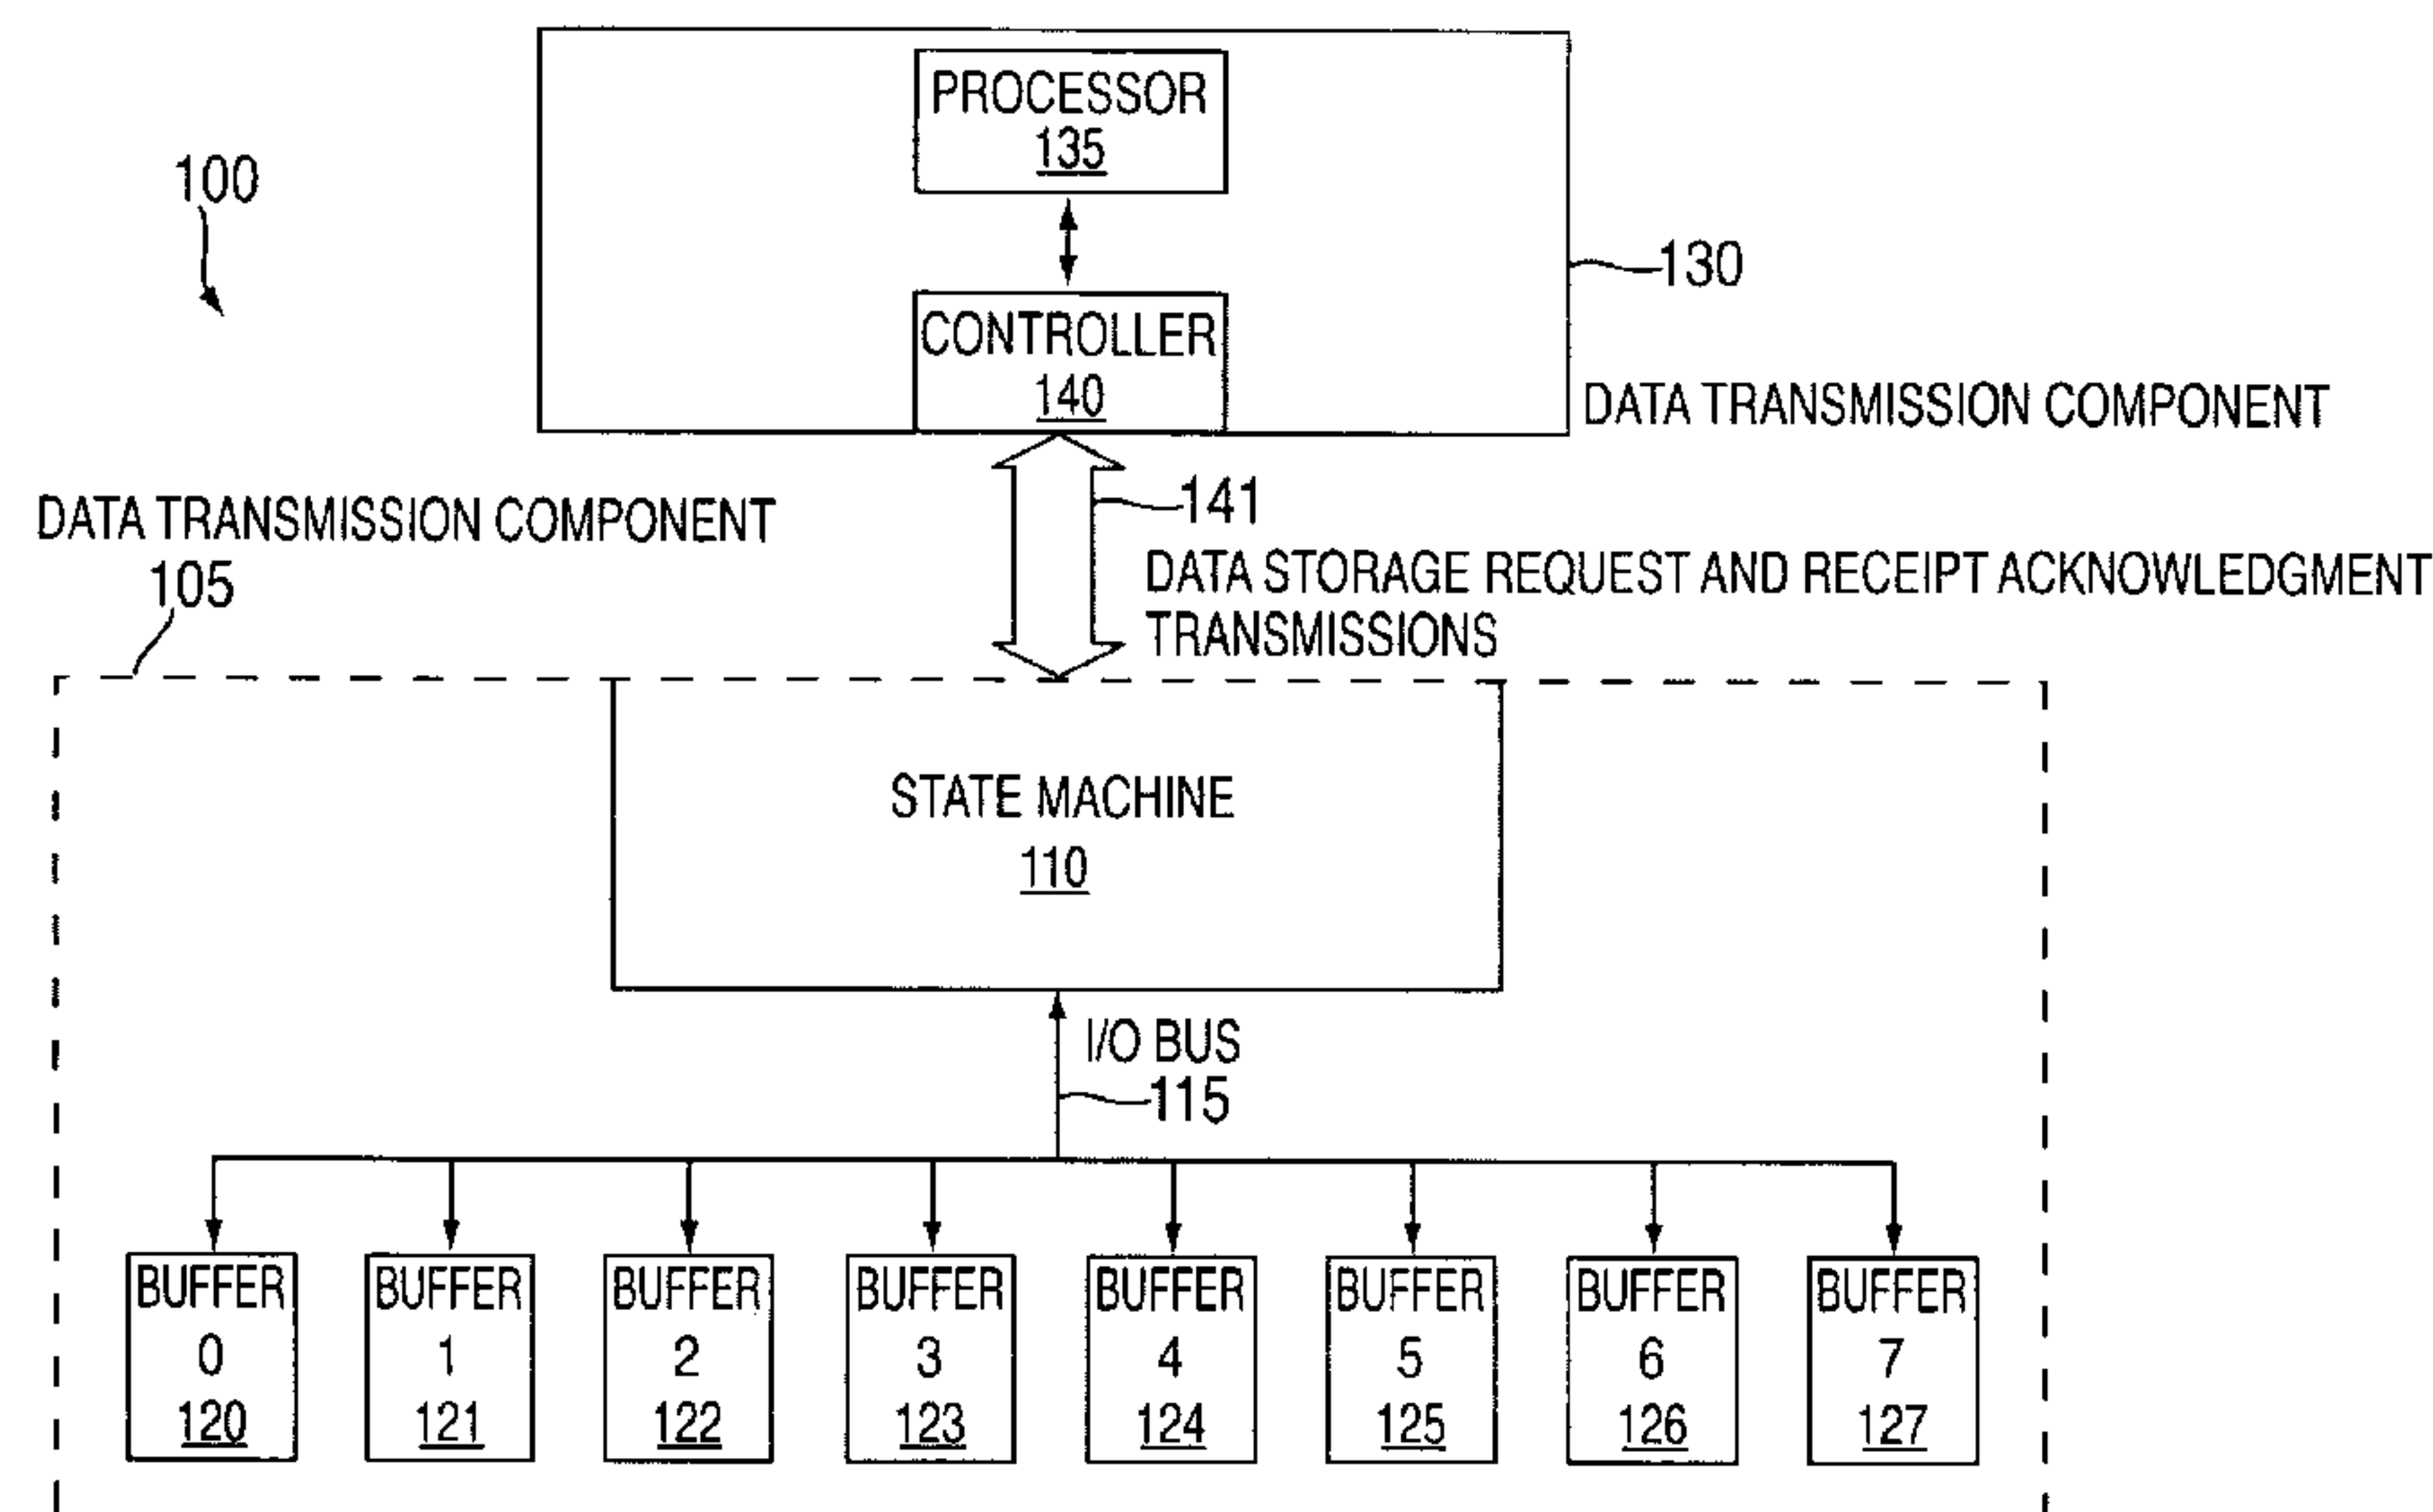 PROCESSOR
135
100
130
CONTROLLER
140
DATA TRANSMISSION COMPONENT
141
DATA TRANSMISSION COMPONENT
105
DATA STORAGE REQUEST AND RECEIPT ACKNOWLEDGMENT
TRANSMISSIONS
STATE MACHINE
110
I/O BUS
115
BUFFER
0
120
BUFFER
1
121
BUFFER
2
122
BUFFER
3
123
BUFFER
4
124
BUFFER
5
125
BUFFER
6
126
BUFFER
7
127